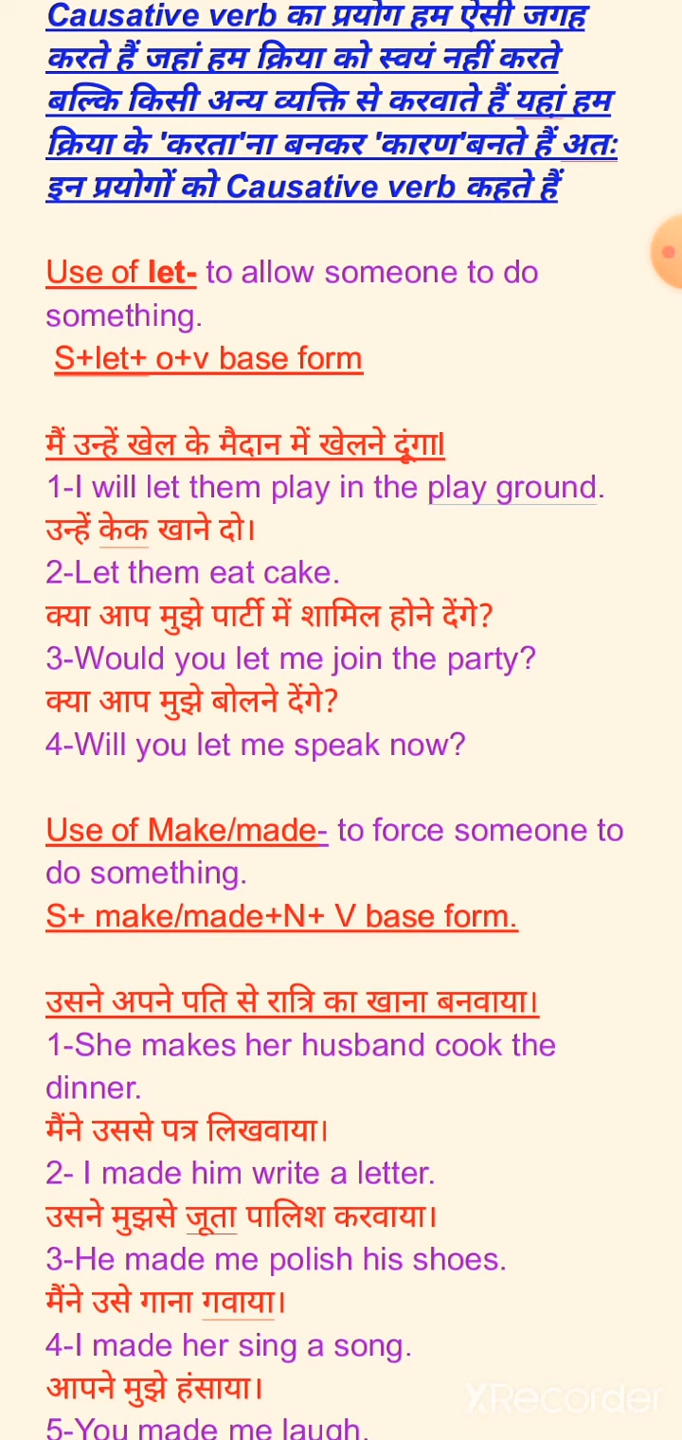 Causative verb का प्रयोग हम ऐसी जगह
करते हैं जहां हम क्रिया को स्वयं नहीं करते
बल्कि किसी अन्य व्यक्ति से करवाते हैं यहां हम
क्रिया के 'करता'ना बनकर 'कारण'बनते हैं अतः
इन प्रयोगों को Causative verb कहते हैं
Use of let- to allow someone to do
something.
S+let+ o+v base form
मैं उन्हें खेल के मैदान में खेलने दूंगा।
1-I will let them play in the play ground.
उन्हें केक खाने दो।
2-Let them eat cake.
क्या आप मुझे पार्टी में शामिल होने देंगे?
3-Would you let me join the party?
क्या आप मुझे बोलने देंगे?
4-Will you let me speak now?
Use of Make/made- to force someone to
do something.
S+ make/made+N+ V base form.
उसने अपने पति से रात्रि का खाना बनवाया।
1-She makes her husband cook the
dinner.
मैंने उससे पत्र लिखवाया।
2- I made him write a letter.
उसने मुझसे जूता पालिश करवाया।
3-He made me polish his shoes.
मैंने उसे गाना गवाया।
4-I made her sing a song.
आपने मुझे हंसाया।
XRecorder
5-You made me laugh.